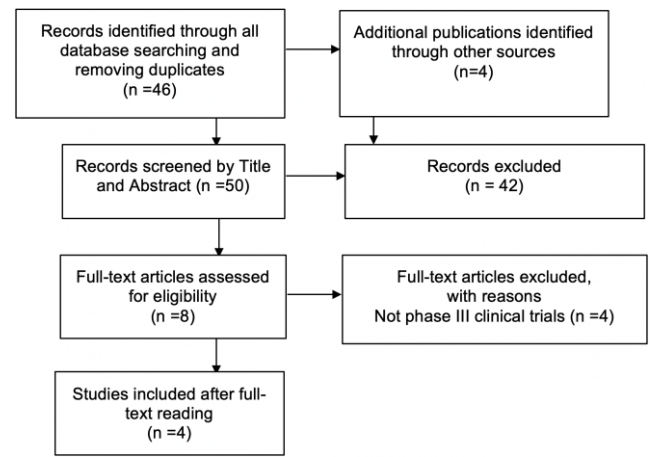 Records identified through all
database searching and
removing duplicates
(n =46)
Additional publications identified
through other sources
(n=4)
Records screened by Title
and Abstract (n =50)
Records excluded
(n = 42)
Full-text articles assessed
for eligibility
(n =8)
Full-text articles excluded,
with reasons
Not phase III clinical trials (n =4)
Studies included after full-
text reading
(n =4)